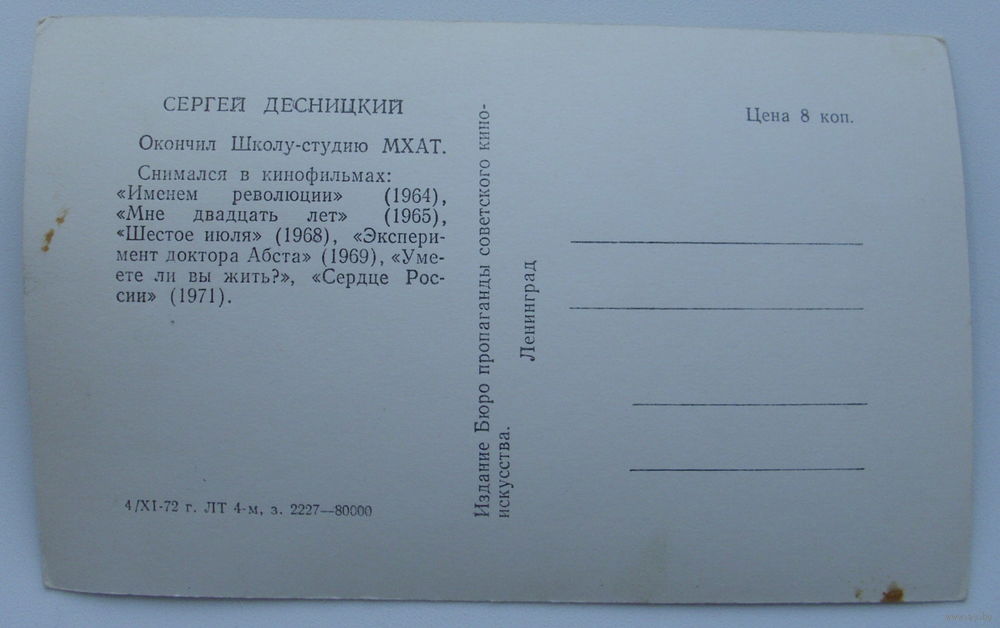 СЕРГЕЙ ДЕСНИЦКИЙ
Окончил Школу-студию МХАТ.
Снимался в кинофильмах:
«Именем революции» (1964),
«Мне двадцать лет» (1965),
«Шестое июля» (1968), «Экспери-
мент доктора Абста» (1969), «Уме-
ете ли вы жить?», «Сердце Рос-
сии» (1971).
4/XI-72 г. ЛТ 4-м, з. 2227—80000
Издание Бюро пропаганды советского кино-
искусства.
Ленинград
Цена 8 коп.